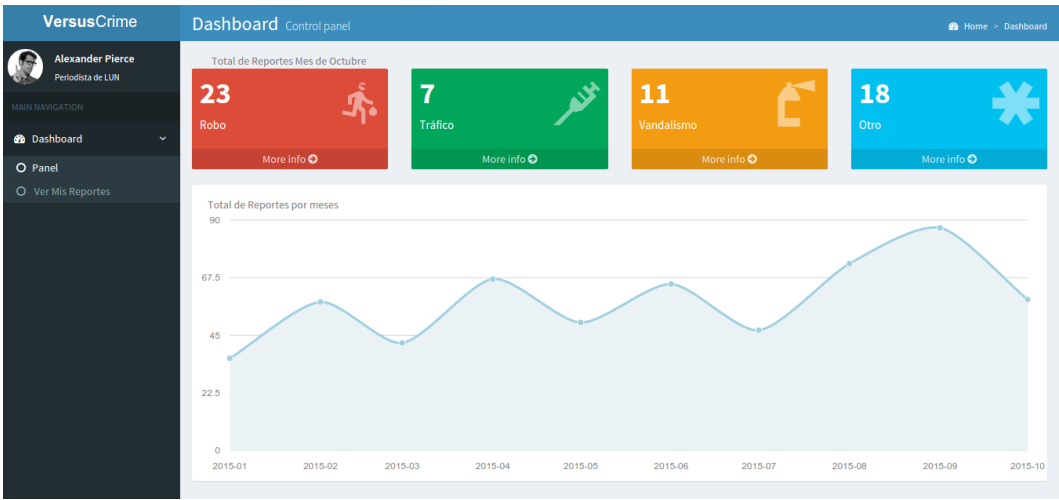 VersusCrime
Dashboard Control panel
Home > Dashboard
Alexander Pierce
Periodista de LUN
MAIN NAVIGATION
Dashboard
Panel
Ver Mis Reportes
Total de Reportes Mes de Octubre
23
Robo
More info
7
Tráfico
More info
11
Vandalismo
More info
18
Otro
More info
Total de Reportes por meses
90
67.5
45
22.5
0
2015-01 2015-02 2015-03 2015-04 2015-05 2015-06 2015-07 2015-08 2015-09 2015-10